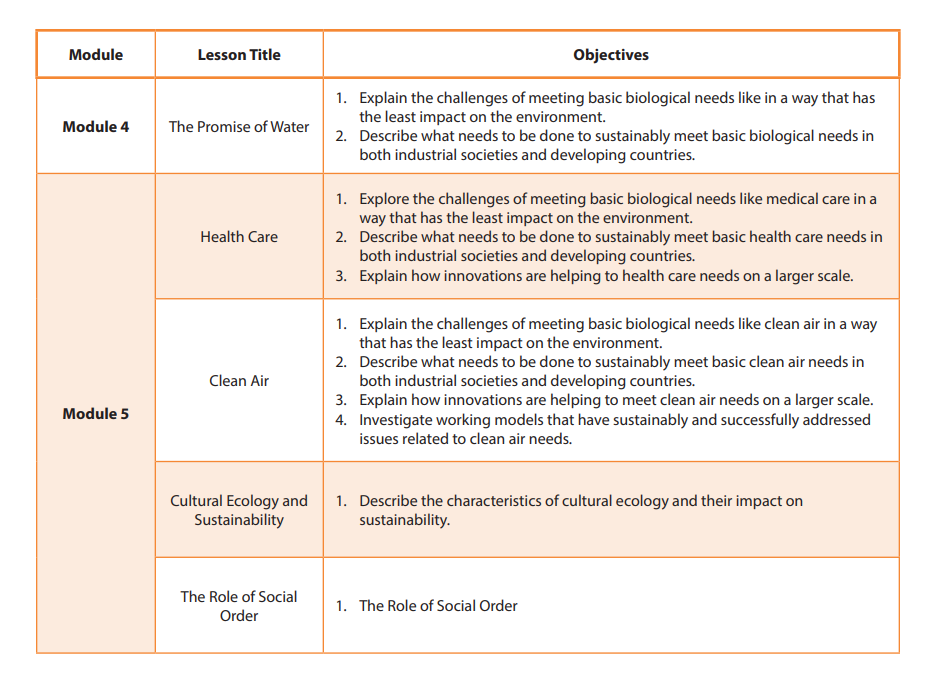 Module
Lesson Title
Objectives
Module 4
The Promise of Water
1. Explain the challenges of meeting basic biological needs like in a way that has
the least impact on the environment.
2. Describe what needs to be done to sustainably meet basic biological needs in
both industrial societies and developing countries.
Module 5
Health Care
1. Explore the challenges of meeting basic biological needs like medical care in a
way that has the least impact on the environment.
2. Describe what needs to be done to sustainably meet basic health care needs in
both industrial societies and developing countries.
3. Explain how innovations are helping to health care needs on a larger scale.
Clean Air
1. Explain the challenges of meeting basic biological needs like clean air in a way
that has the least impact on the environment.
2. Describe what needs to be done to sustainably meet basic clean air needs in
both industrial societies and developing countries.
3. Explain how innovations are helping to meet clean air needs on a larger scale.
4. Investigate working models that have sustainably and successfully addressed
issues related to clean air needs.
Cultural Ecology and
Sustainability
1. Describe the characteristics of cultural ecology and their impact on
sustainability.
The Role of Social
Order
1. The Role of Social Order